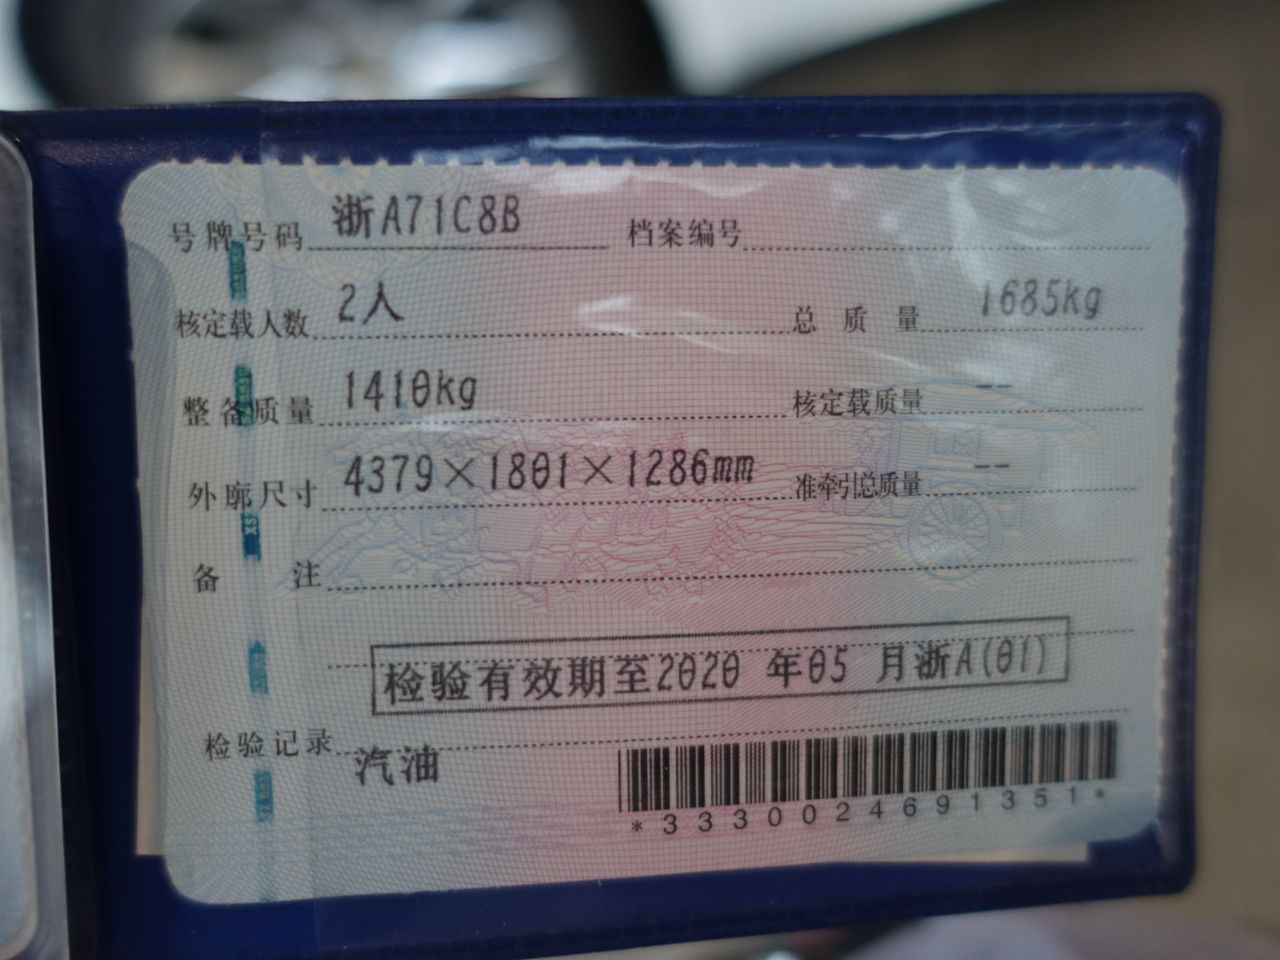 号牌号码 浙A71C8B 档案编号
核定载人数 2人 总质量 1685kg
整备质量 1410kg 核定载质量 --
外廓尺寸 4379×1801×1286mm 准牵引总质量 --
备注
检验有效期至2020 年05 月浙A(01)
检验记录 汽油
*3330024691351*